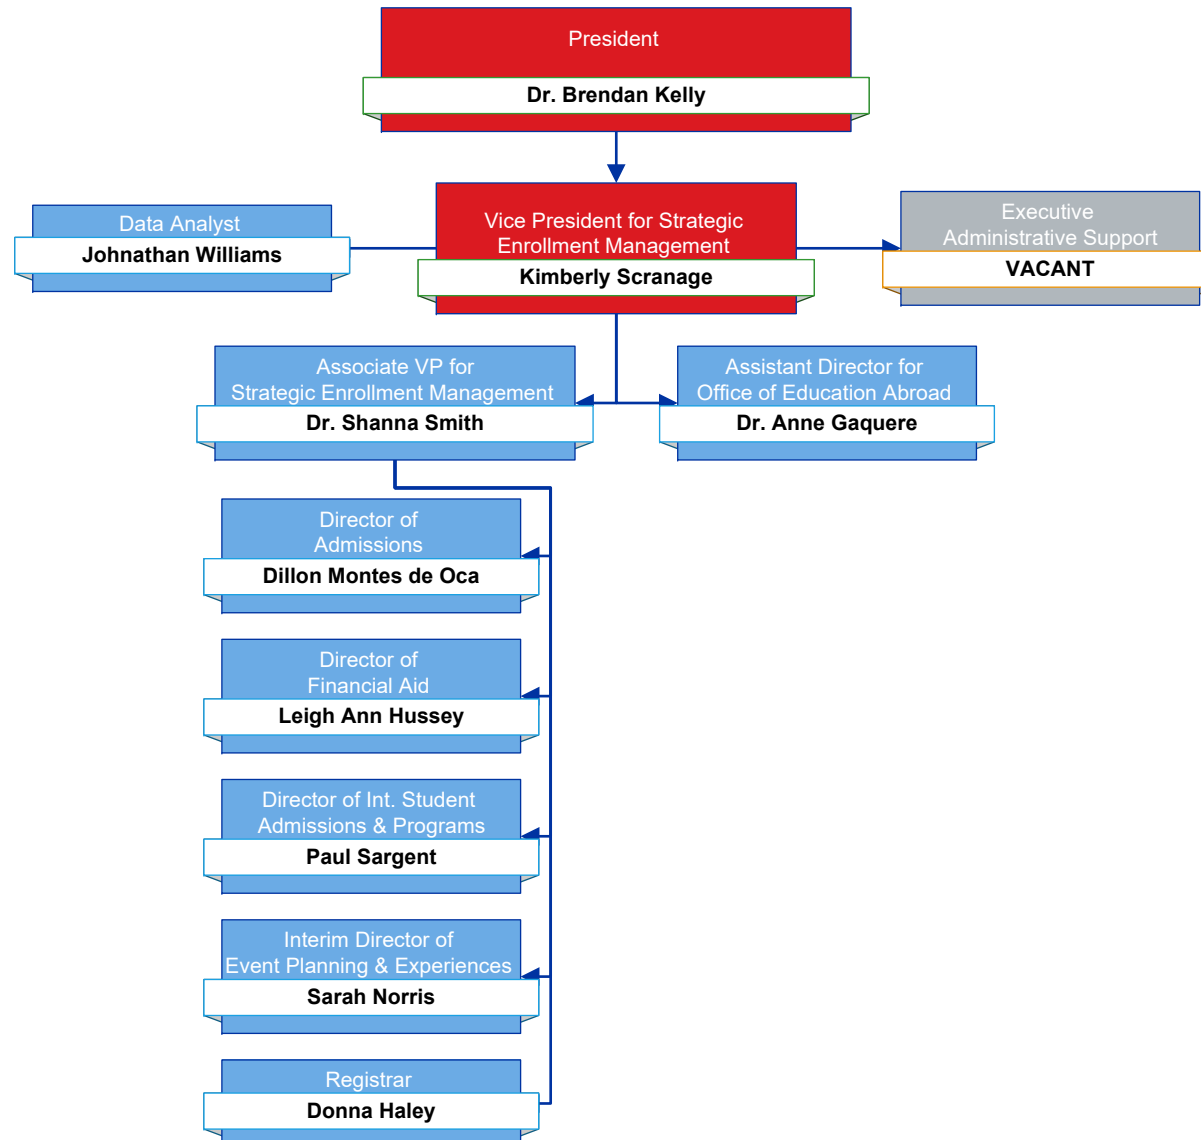 President
Dr. Brendan Kelly
Data Analyst
Johnathan Williams
Vice President for Strategic
Enrollment Management
Kimberly Scranage
Executive
Administrative Support
VACANT
Associate VP for
Strategic Enrollment Management
Dr. Shanna Smith
Assistant Director for
Office of Education Abroad
Dr. Anne Gaquere
Director of
Admissions
Dillon Montes de Oca
Director of
Financial Aid
Leigh Ann Hussey
Director of Int. Student
Admissions & Programs
Paul Sargent
Interim Director of
Event Planning & Experiences
Sarah Norris
Registrar
Donna Haley